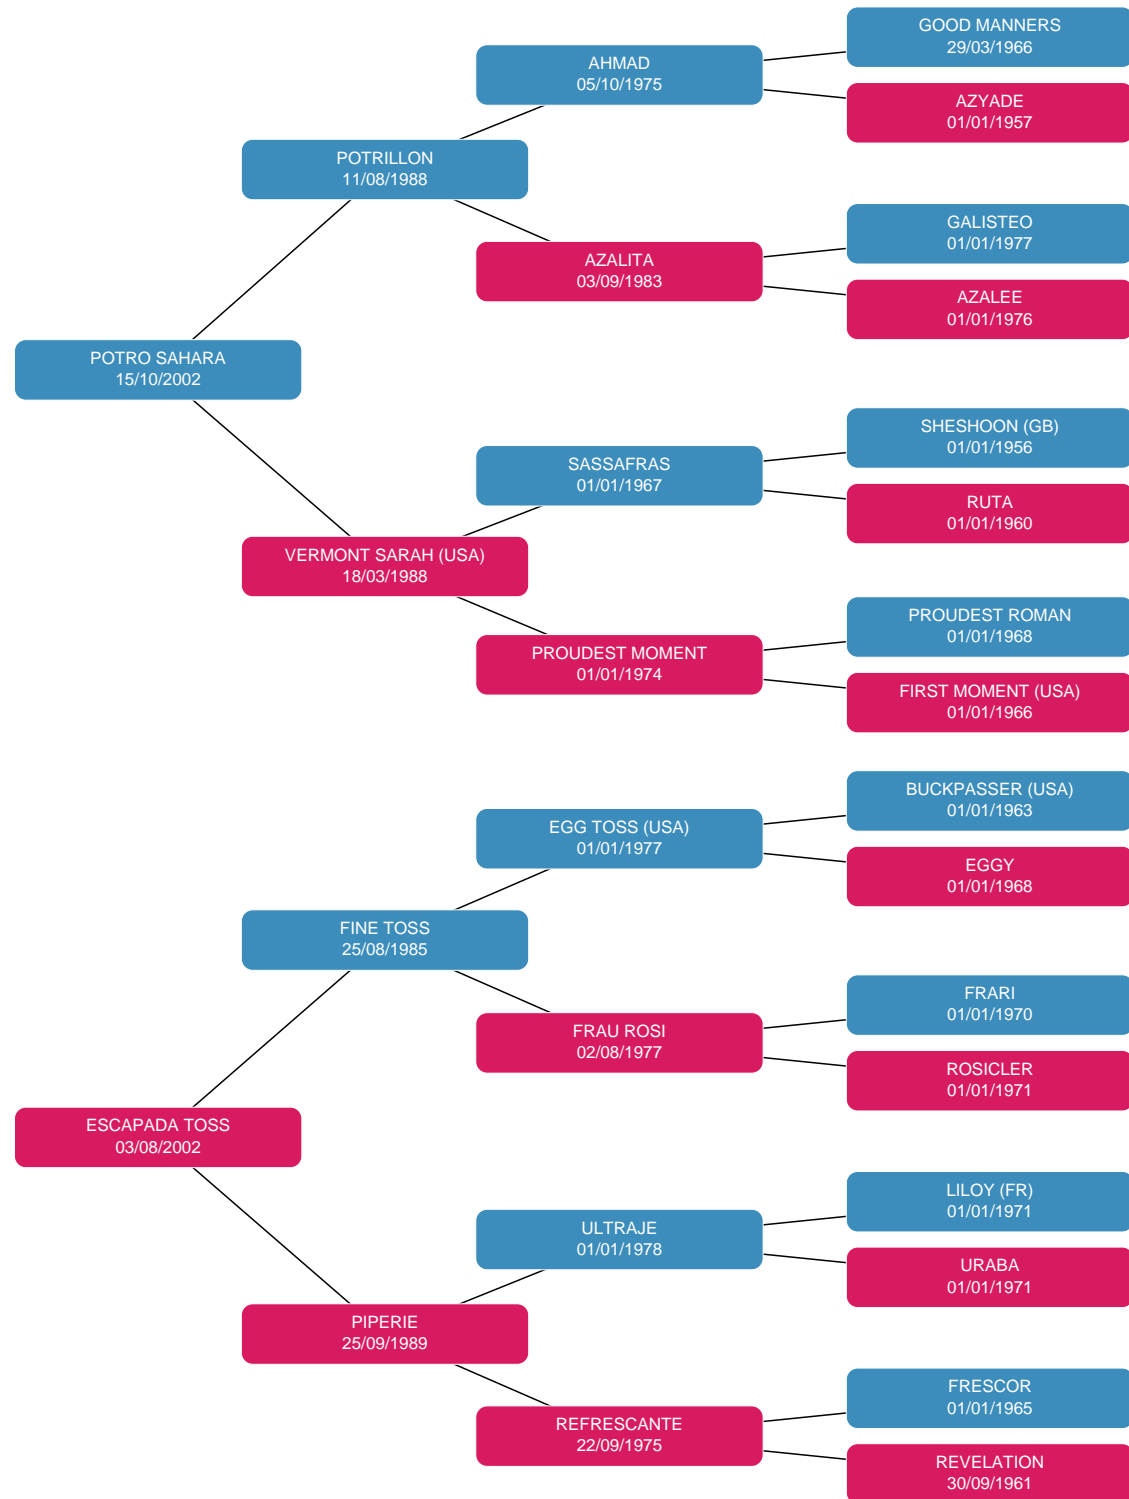 GOOD MANNERS
29/03/1966
AHMAD
05/10/1975
AZYADE
01/01/1957
POTRILLON
11/08/1988
GALISTEO
01/01/1977
AZALITA
03/09/1983
AZALEE
01/01/1976
POTRO SAHARA
15/10/2002
SHESHOON (GB)
01/01/1956
SASSAFRAS
01/01/1967
RUTA
01/01/1960
VERMONT SARAH (USA)
18/03/1988
PROUDEST ROMAN
01/01/1968
PROUDEST MOMENT
01/01/1974
FIRST MOMENT (USA)
01/01/1966
BUCKPASSER (USA)
01/01/1963
EGG TOSS (USA)
01/01/1977
EGGY
01/01/1968
FINE TOSS
25/08/1985
FRARI
01/01/1970
FRAU ROSI
02/08/1977
ROSICLER
01/01/1971
ESCAPADA TOSS
03/08/2002
LILOY (FR)
01/01/1971
ULTRAJE
01/01/1978
URABA
01/01/1971
PIPERIE
25/09/1989
FRESCOR
01/01/1965
REFRESCANTE
22/09/1975
REVELATION
30/09/1961